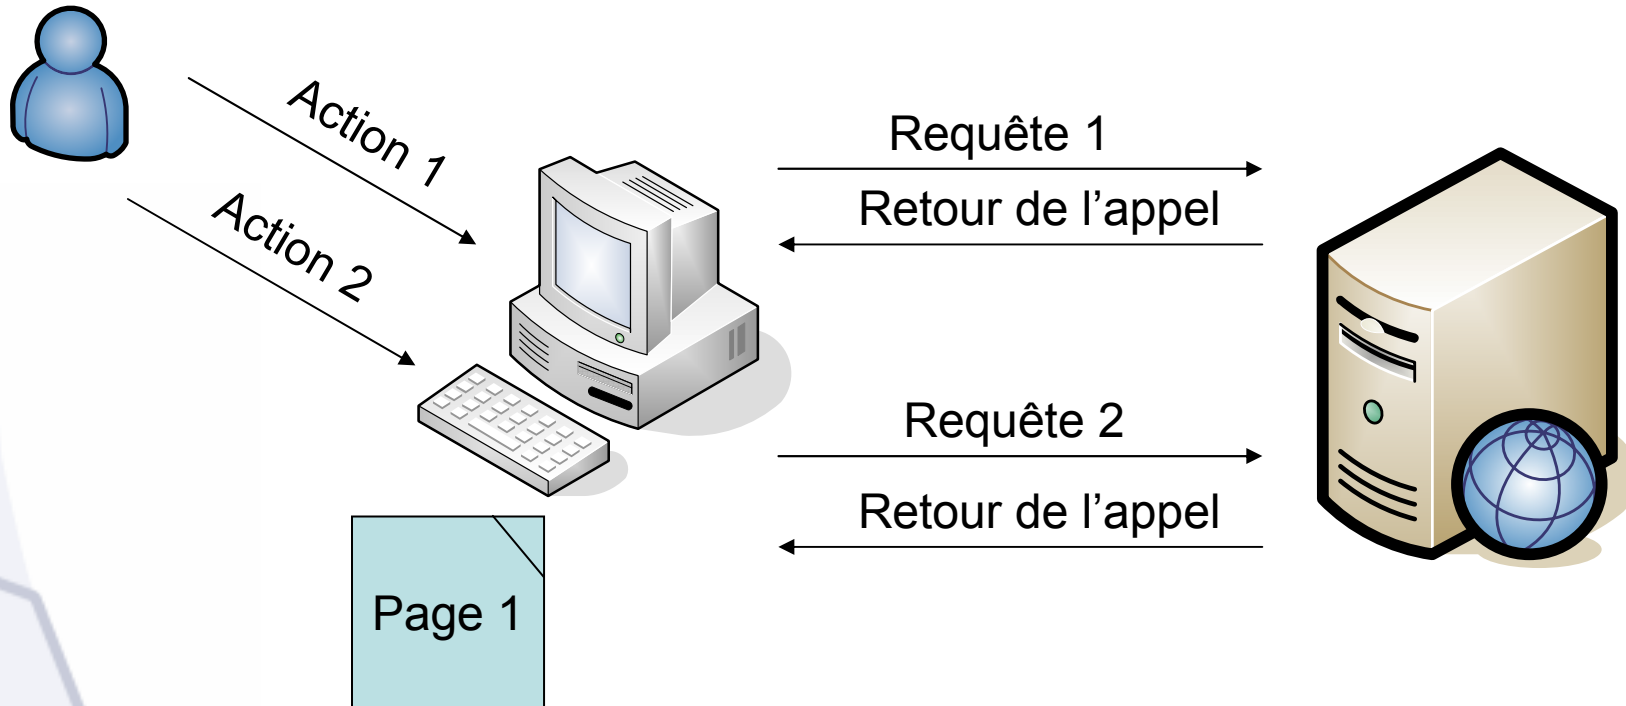 Action 1
Action 2
Requête 1
Retour de l’appel
Requête 2
Retour de l’appel
Page 1